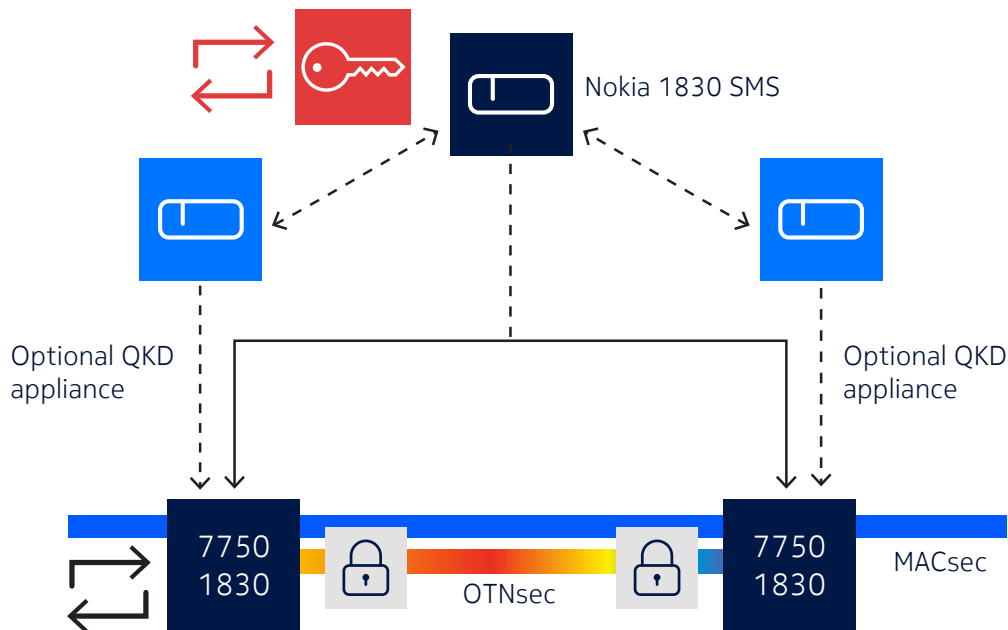 Nokia 1830 SMS
Optional QKD
appliance
Optional QKD
appliance
7750
1830
7750
1830
MACsec
OTNsec